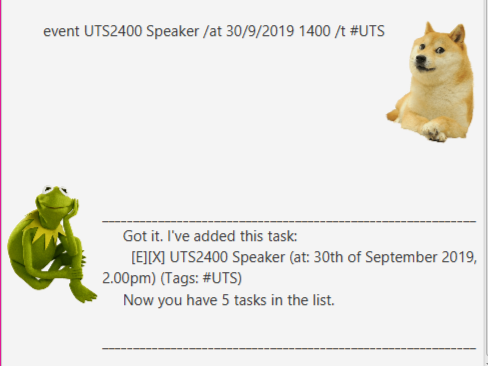 event UTS2400 Speaker /at 30/9/2019 1400 /t #UTS
Got it. I've added this task:
[E][X] UTS2400 Speaker (at: 30th of September 2019,
2.00pm) (Tags: #UTS)
Now you have 5 tasks in the list.